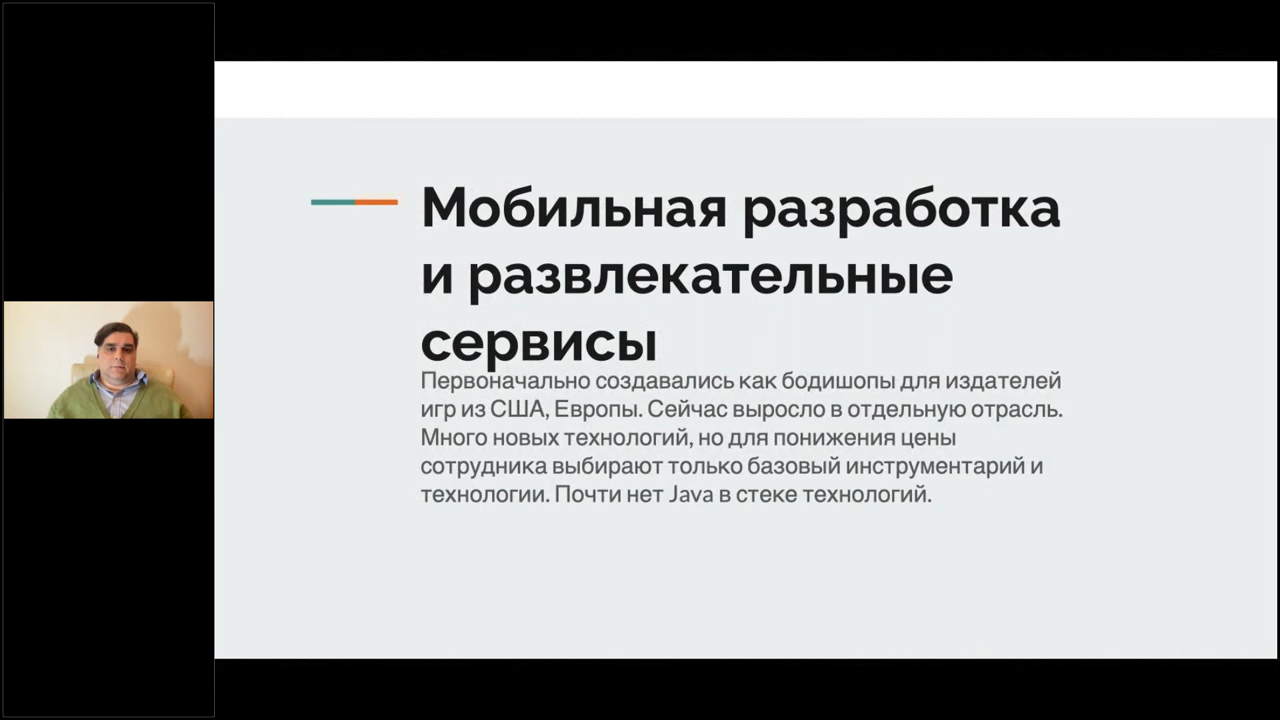 Мобильная разработка
и развлекательные
сервисы
Первоначально создавались как бодишопы для издателей
игр из США, Европы. Сейчас выросло в отдельную отрасль.
Много новых технологий, но для понижения цены
сотрудника выбирают только базовый инструментарий и
технологии. Почти нет Java в стеке технологий.